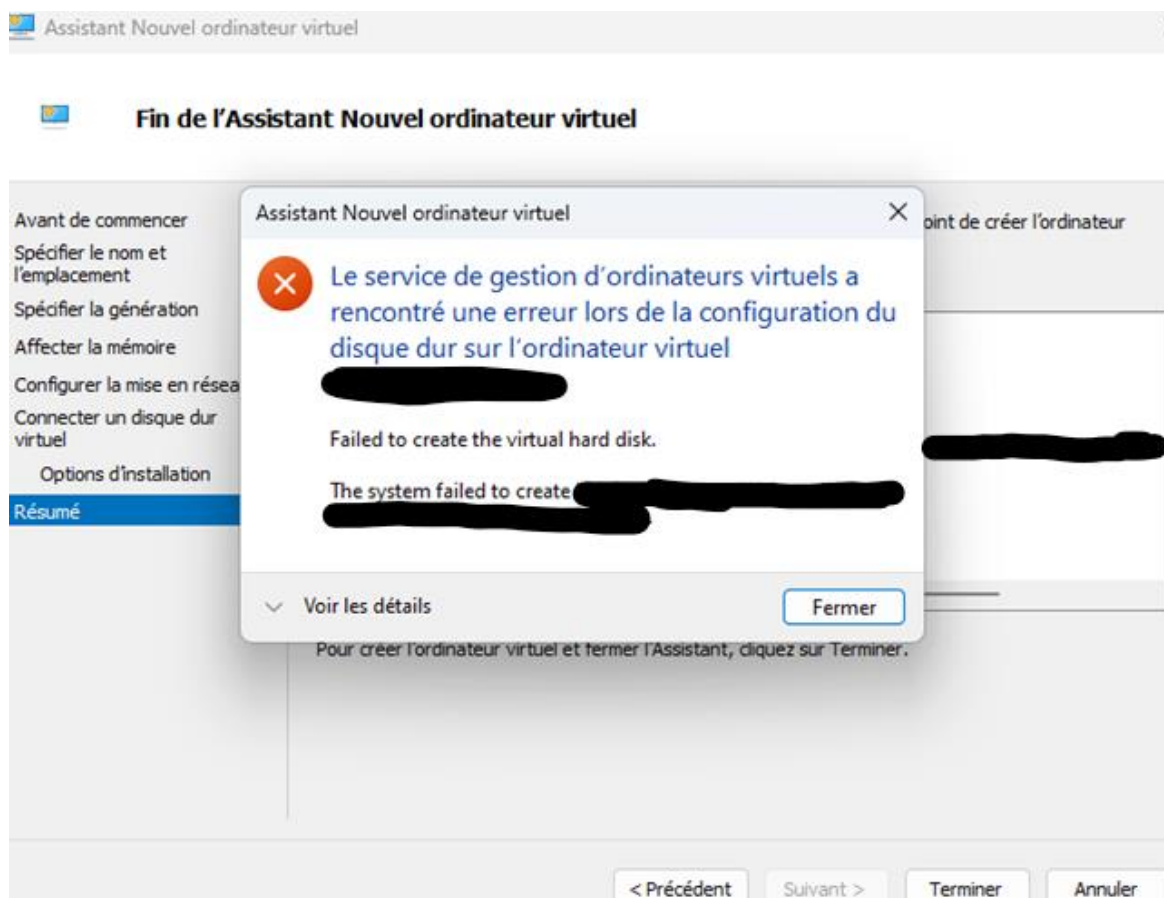 Assistant Nouvel ordinateur virtuel
Fin de l'Assistant Nouvel ordinateur virtuel
Avant de commencer
Spécifier le nom et
l'emplacement
Spécifier la génération
Affecter la mémoire
Configurer la mise en résea
Connecter un disque dur
virtuel
Options d'installation
Résumé
Assistant Nouvel ordinateur virtuel
oint de créer l'ordinateur
Le service de gestion d'ordinateurs virtuels a
rencontré une erreur lors de la configuration du
disque dur sur l'ordinateur virtuel
Failed to create the virtual hard disk.
The system failed to create
Voir les détails
Fermer
Pour créer l'ordinateur virtuel et fermer l'Assistant, cliquez sur Terminer.
< Précédent
Suivant >
Terminer
Annuler